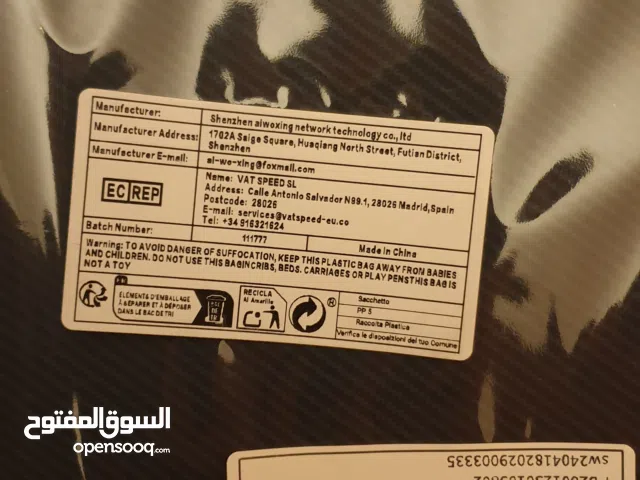 Manufacturer: Shenzhen aiwoxing network technology co., ltd
Manufacturer Address: 1702A Saige Square, Huaqiang North Street, Futian District, Shenzhen
Manufacturer E-mail: ai-wo-xing@foxmail.com
EC REP
Name: VAT SPEED SL
Address: Calle Antonio Salvador N99.1, 28026 Madrid,Spain
Postcode: 28026
E-mail: services@vatspeed-eu.co
Tel: +34 916321624
Batch Number: 111777 Made in China
Warning: TO AVOID DANGER OF SUFFOCATION, KEEP THIS PLASTIC BAG AWAY FROM BABIES
AND CHILDREN. DO NOT USE THIS BAG IN CRIBS, BEDS. CARRIAGES OR PLAY PENS THIS BAG IS
NOT A TOY
FR
ÉLÉMENTS D'EMBALLAGE
À SÉPARER ET À DÉPOSER
DANS LE BAC DE TRI
RECICLA
Al Amarillo
®
Sacchetto
PP 5
Raccolta Plastica
Verifica le disposizioni del tuo Comune
السوق المفتوح
opensooq.com
SW2404182029003335